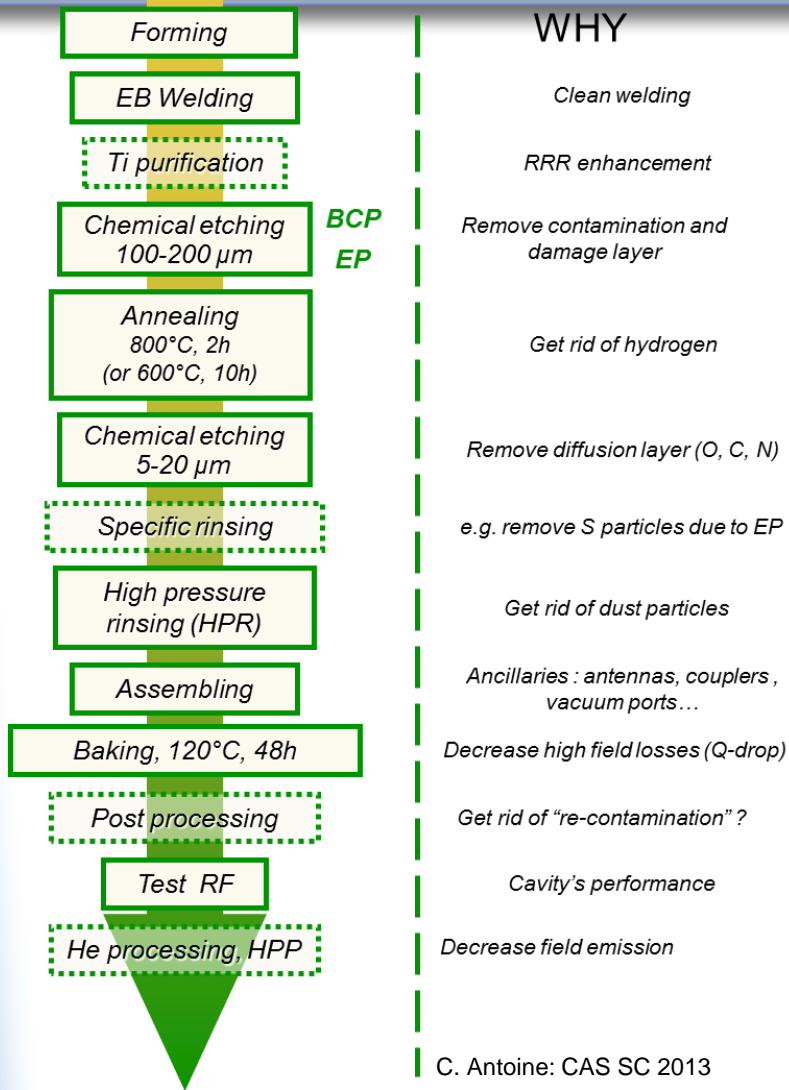 Forming
WHY
EB Welding
Clean welding
Ti purification
RRR enhancement
Chemical etching
100-200 µm
BCP
EP
Remove contamination and
damage layer
Annealing
800°C, 2h
(or 600°C, 10h)
Get rid of hydrogen
Chemical etching
5-20 µm
Remove diffusion layer (O, C, N)
Specific rinsing
e.g. remove S particles due to EP
High pressure
rinsing (HPR)
Get rid of dust particles
Assembling
Ancillaries : antennas, couplers ,
vacuum ports…
Baking, 120°C, 48h
Decrease high field losses (Q-drop)
Post processing
Get rid of “re-contamination” ?
Test RF
Cavity’s performance
He processing, HPP
Decrease field emission
C. Antoine: CAS SC 2013